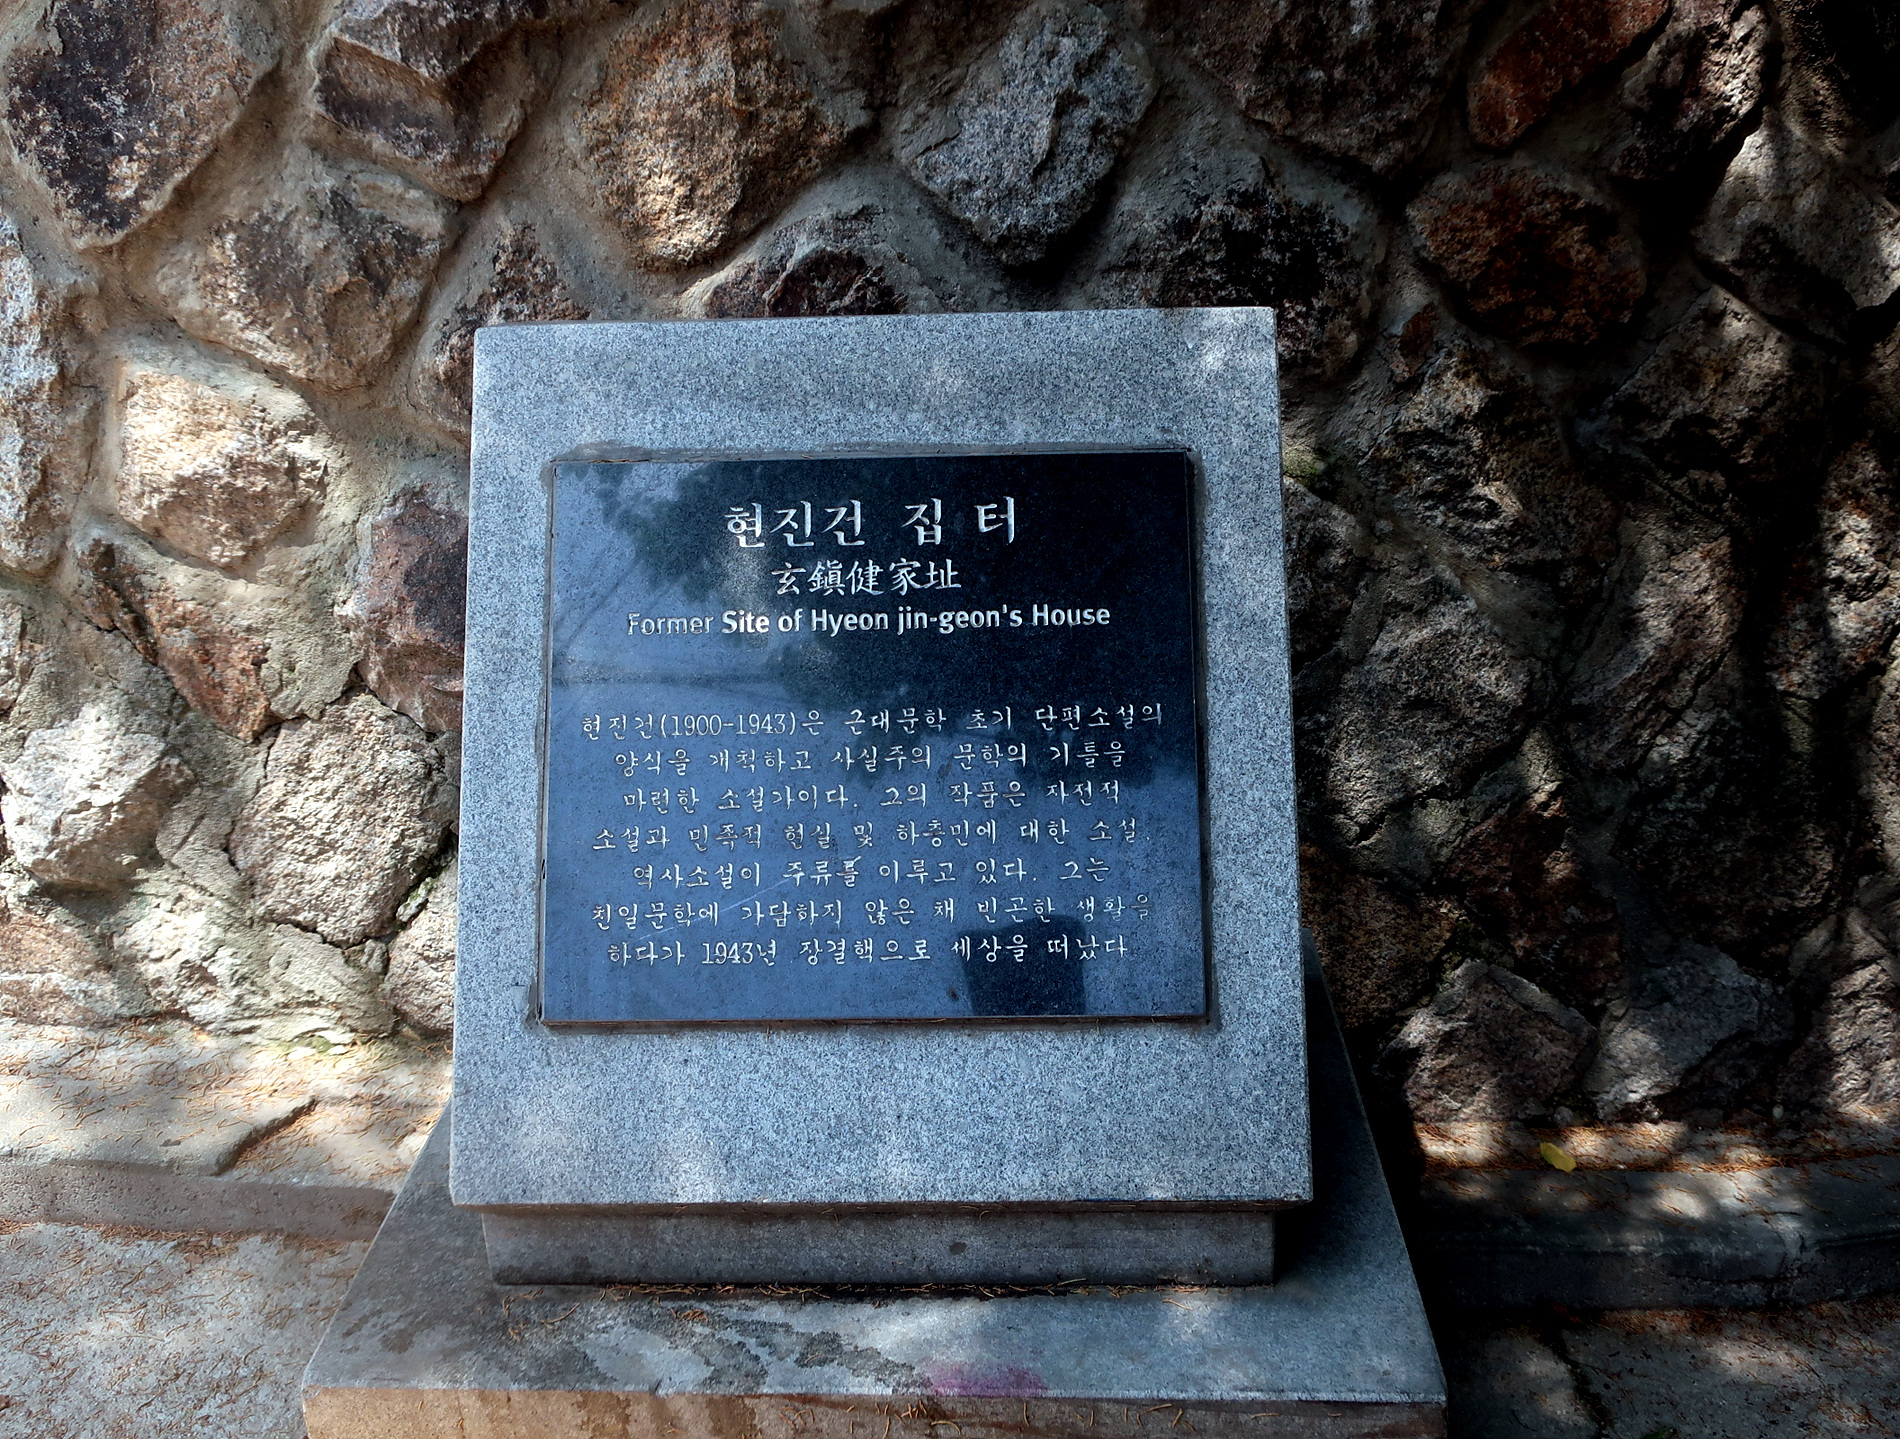 현진건 집 터
玄鎭健家址
Former Site of Hyeon jin-geon's House
현진건(1900-1943)은 근대문학 초기 단편소설의
양식을 개척하고 사실주의 문학의 기틀을
마련한 소설가이다. 그의 작품은 자전적
소설과 민족적 현실 및 하층민에 대한 소설,
역사소설이 주류를 이루고 있다. 그는
친일문학에 가담하지 않은 채 빈곤한 생활을
하다가 1943년 장결핵으로 세상을 떠났다